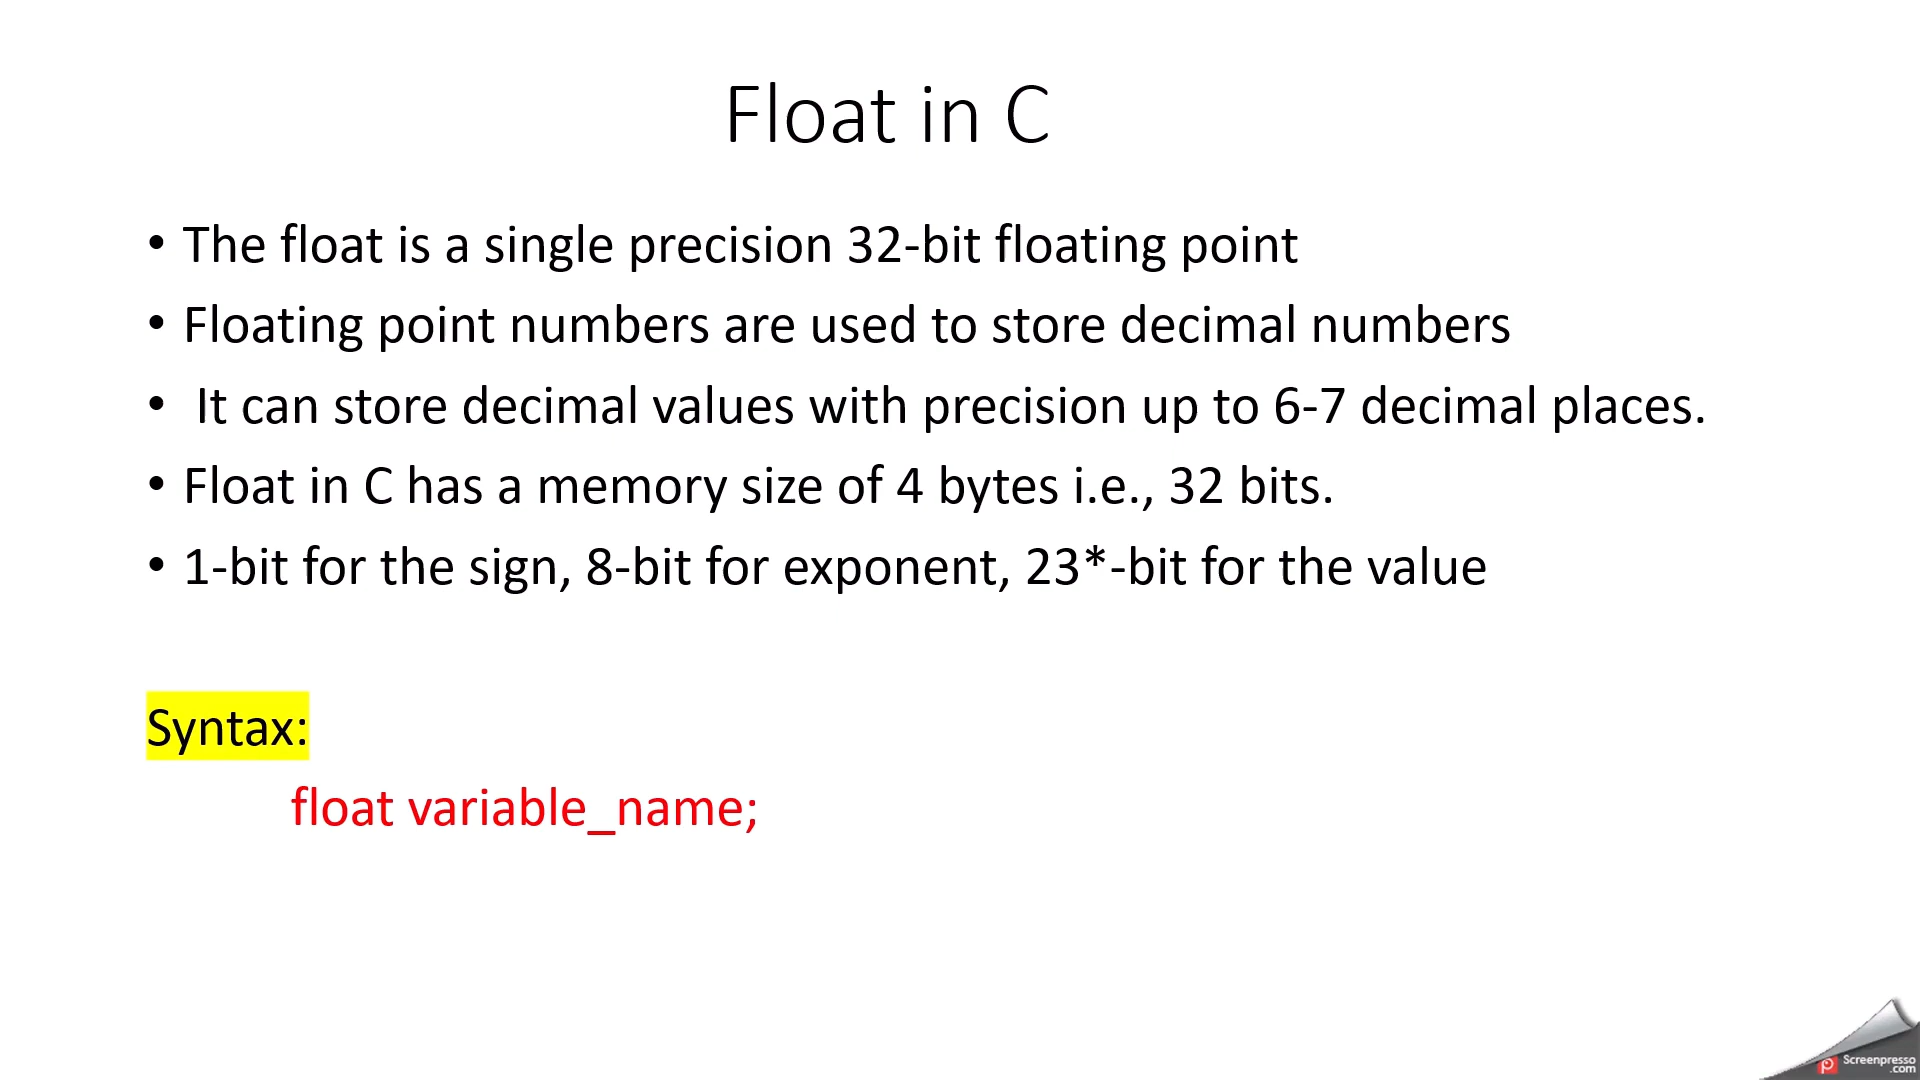 Float in C
• The float is a single precision 32-bit floating point
• Floating point numbers are used to store decimal numbers
• It can store decimal values with precision up to 6-7 decimal places.
• Float in C has a memory size of 4 bytes i.e., 32 bits.
• 1-bit for the sign, 8-bit for exponent, 23*-bit for the value
Syntax:
float variable_name;
Screenpresso
.com